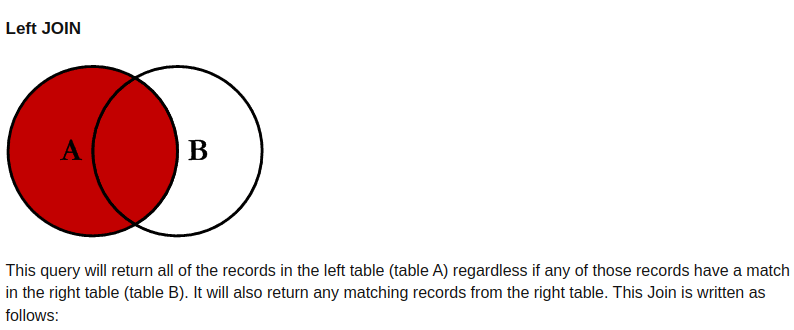 Left JOIN
A B
This query will return all of the records in the left table (table A) regardless if any of those records have a match
in the right table (table B). It will also return any matching records from the right table. This Join is written as
follows: